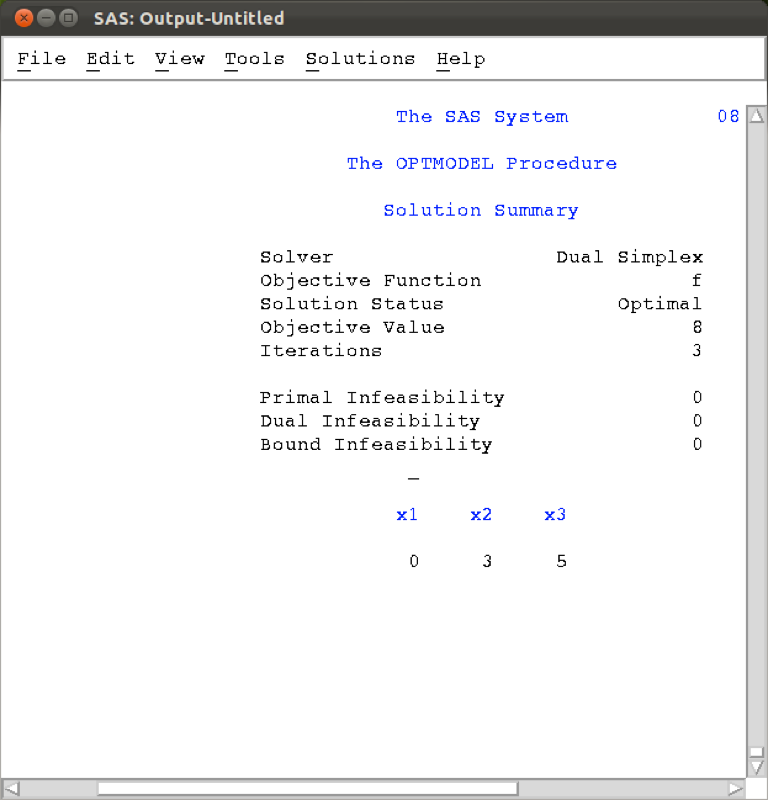 SAS: Output-Untitled
File Edit View Tools Solutions Help
The SAS System 08
The OPTMODEL Procedure
Solution Summary
Solver Dual Simplex
Objective Function f
Solution Status Optimal
Objective Value 8
Iterations 3
Primal Infeasibility 0
Dual Infeasibility 0
Bound Infeasibility 0
x1 x2 x3
0 3 5